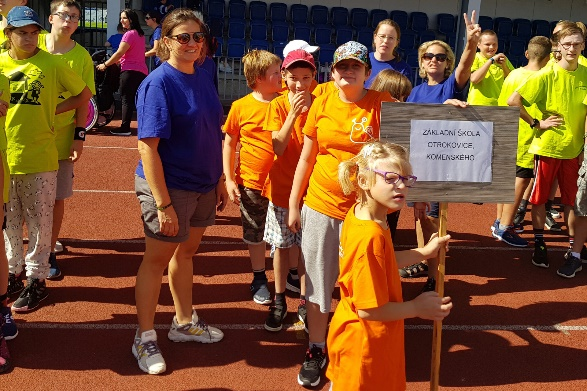 ZÁKLADNÍ ŠKOLA
OTROKOVICE,
KOMENSKÉHO